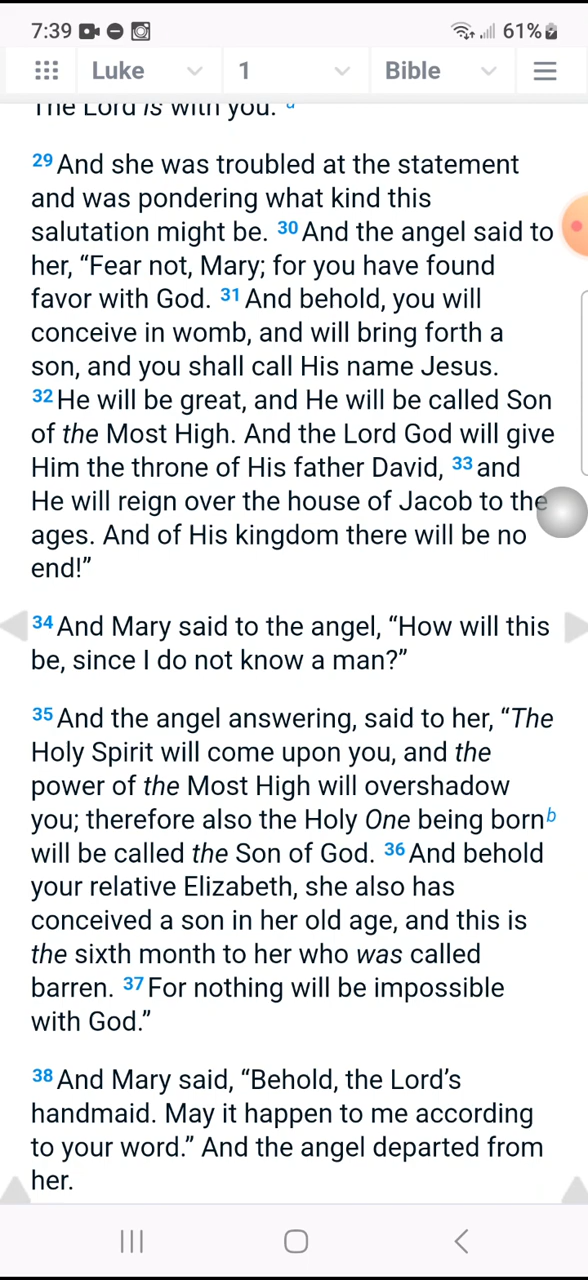 7:39 61%
Luke 1 Bible
The Lord is with you. a
29 And she was troubled at the statement
and was pondering what kind this
salutation might be. 30 And the angel said to
her, “Fear not, Mary; for you have found
favor with God. 31 And behold, you will
conceive in womb, and will bring forth a
son, and you shall call His name Jesus.
32 He will be great, and He will be called Son
of the Most High. And the Lord God will give
Him the throne of His father David, 33 and
He will reign over the house of Jacob to the
ages. And of His kingdom there will be no
end!”
34 And Mary said to the angel, “How will this
be, since I do not know a man?”
35 And the angel answering, said to her, “The
Holy Spirit will come upon you, and the
power of the Most High will overshadow
you; therefore also the Holy One being born b
will be called the Son of God. 36 And behold
your relative Elizabeth, she also has
conceived a son in her old age, and this is
the sixth month to her who was called
barren. 37 For nothing will be impossible
with God.”
38 And Mary said, “Behold, the Lord’s
handmaid. May it happen to me according
to your word.” And the angel departed from
her.